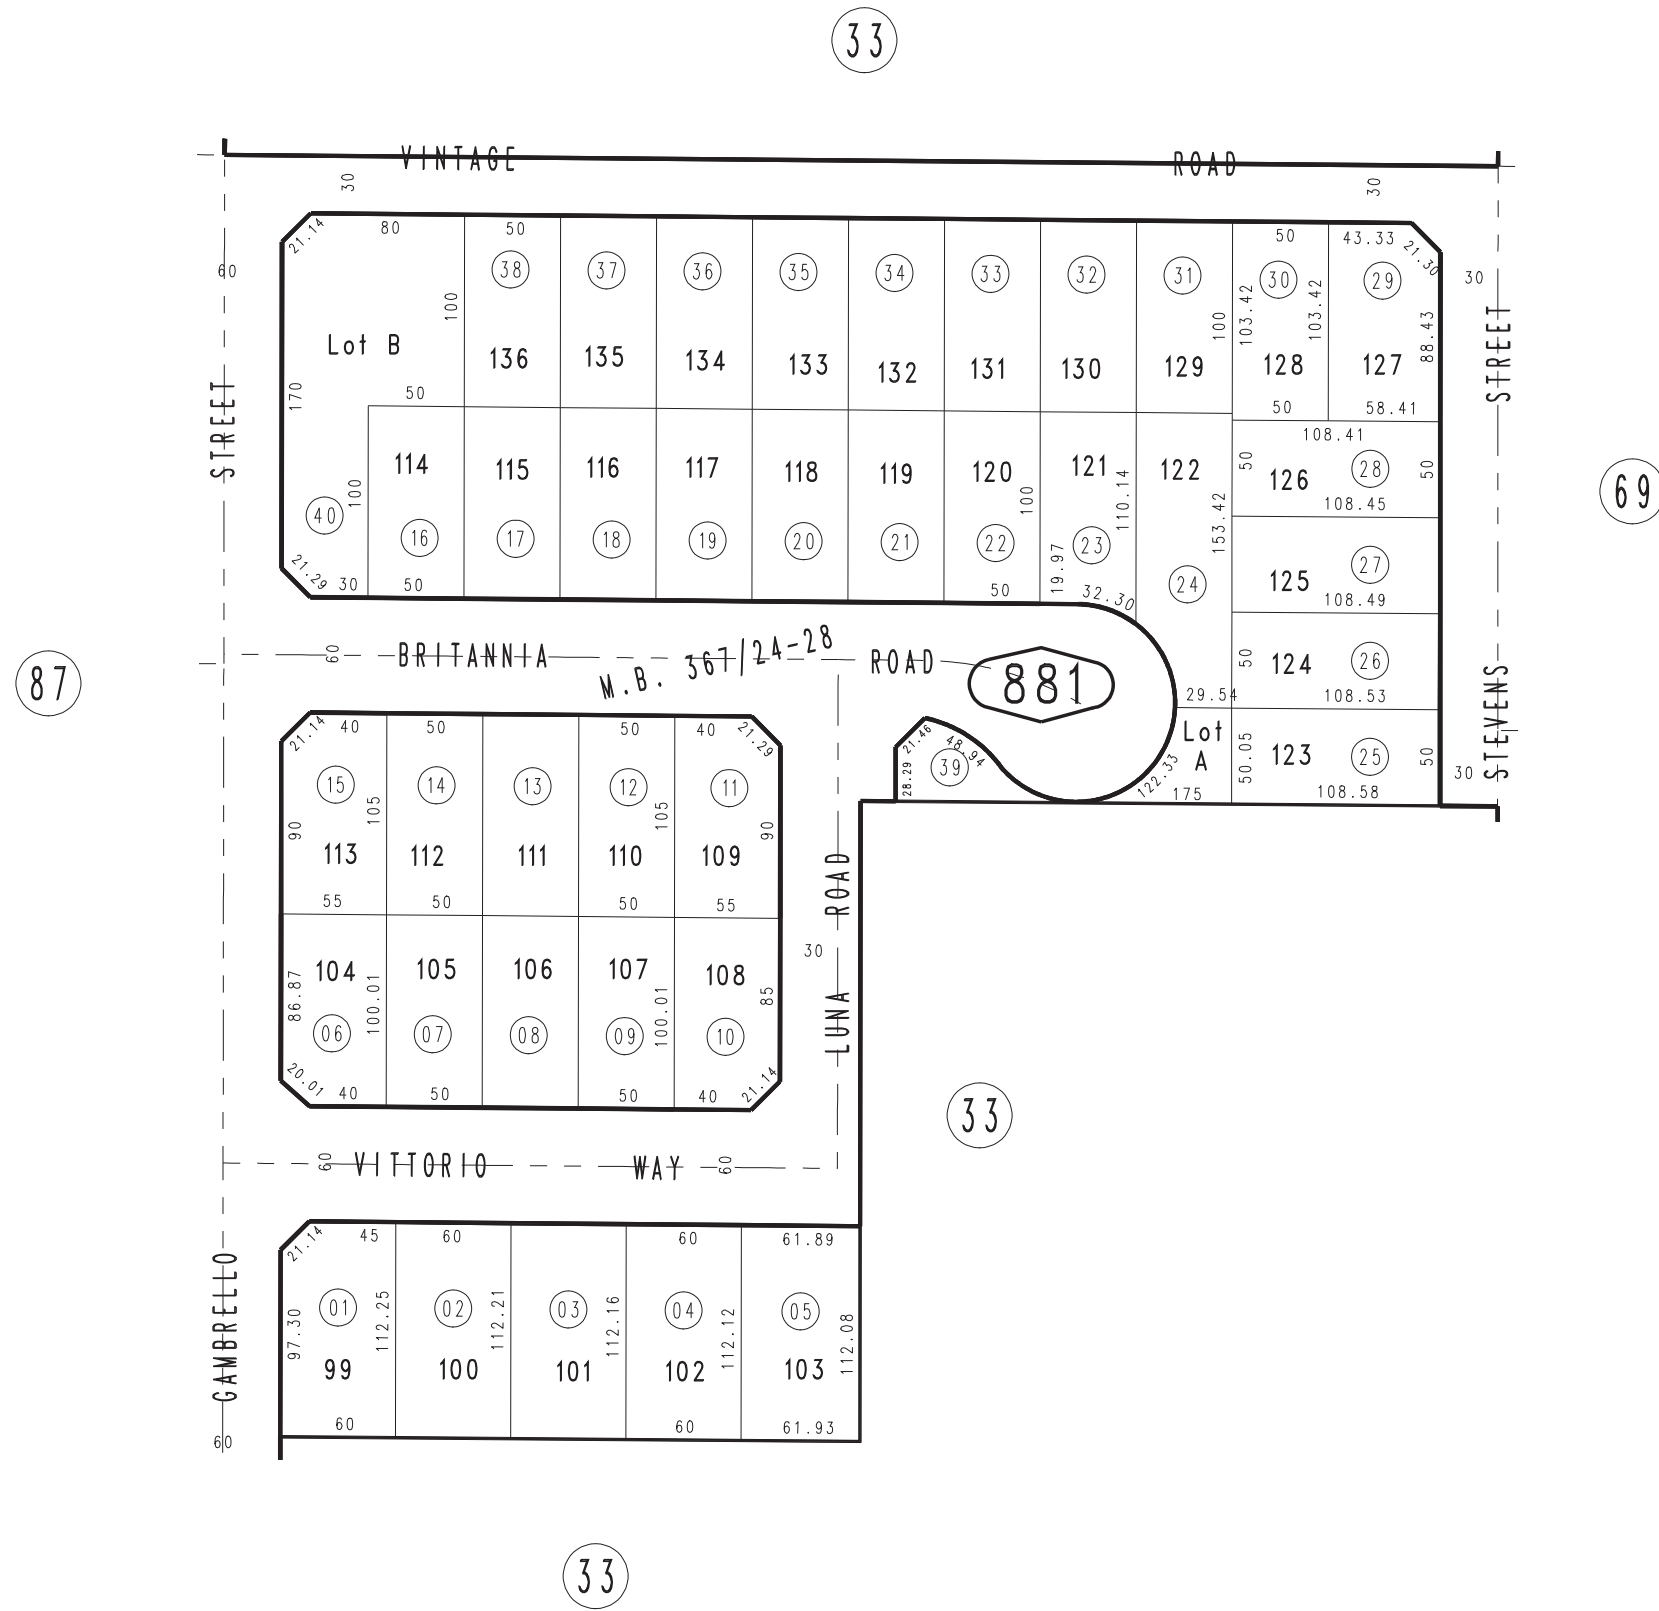 33
VINTAGE ROAD
30 30
21.14 80 50 50 43.33 21.30
60 30
38 37 36 35 34 33 32 31 30 29
100 100 103.42 103.42 88.43
Lot B
136 135 134 133 132 131 130 129 128 127
STREET STREET
170 50 50 58.41
108.41
114 115 116 117 118 119 120 121 122 50 126 28 50
100 100 110.14 153.42 108.45
69
40 16 17 18 19 20 21 22 23 24
19.97
125 27
108.49
21.29 30 50 50 32.30
60 BRITANNIA ROAD
M.B. 367/24-28
881
50 124 26
29.54 108.53
87
STEVENS
21.14 40 50 50 40 21.29
21.46 48.94 39 28.29
Lot A
122.33 175
50.05 123 25 50
108.58
30
15 14 13 12 11
90 105 105 90
113 112 111 110 109
55 50 50 55
LUNA ROAD
30
104 105 106 107 108
86.87 100.01 100.01 85
06 07 08 09 10
20.01 40 50 50 40 21.14
33
60 VITTORIO WAY 60
21.14 45 60 60 61.89
GAMBRELLO
01 02 03 04 05
97.30 112.25 112.21 112.16 112.12 112.08
99 100 101 102 103
60 60 61.93
60
33